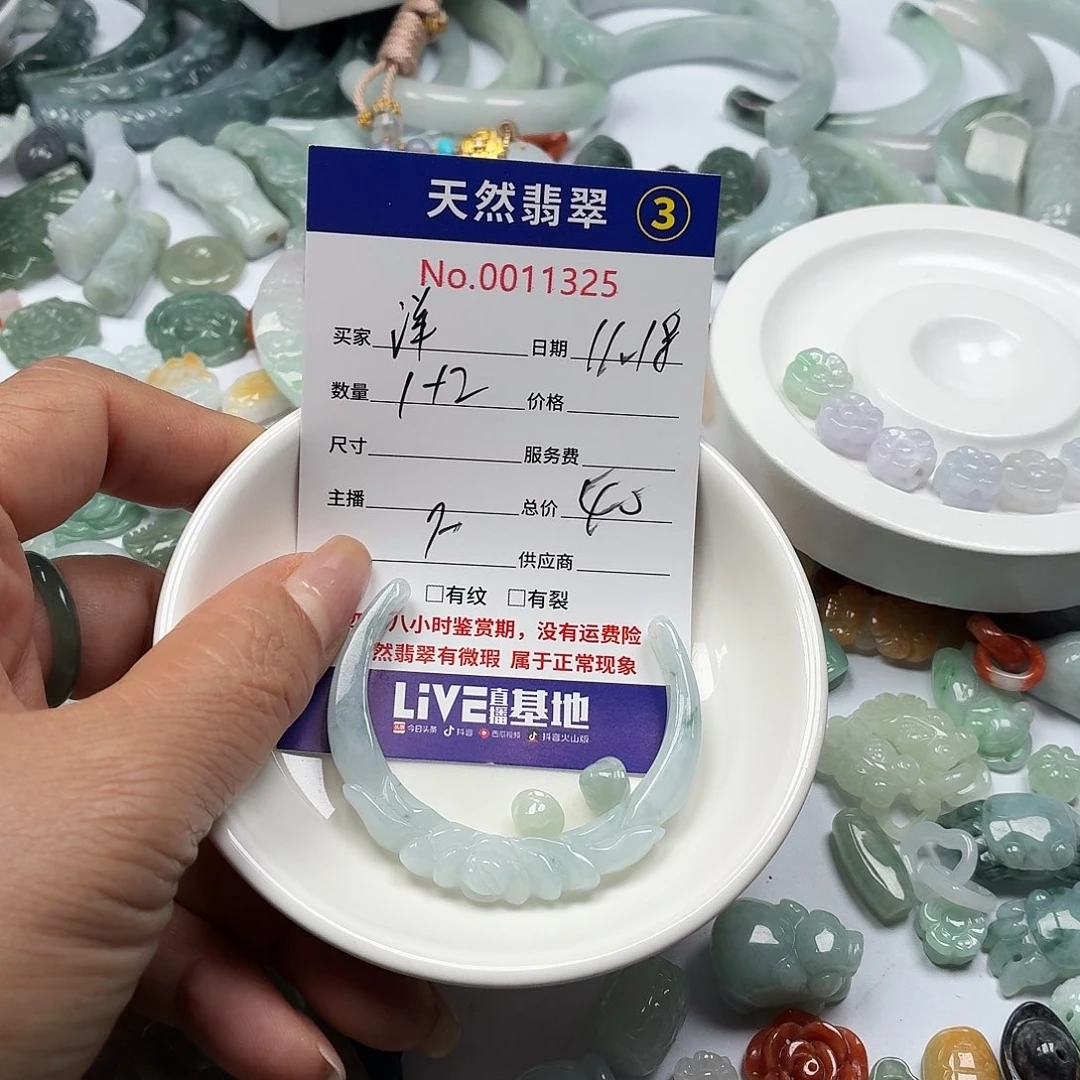 天然翡翠 3
No.0011325
买家 洋 日期 11.18
数量 1+2 价格
尺寸 服务费
主播 总价 40
供应商
□有纹 □有裂
八小时鉴赏期，没有运费险
然翡翠有微瑕 属于正常现象
LiVE直播基地
今日头条 抖音 西瓜视频 抖音火山版